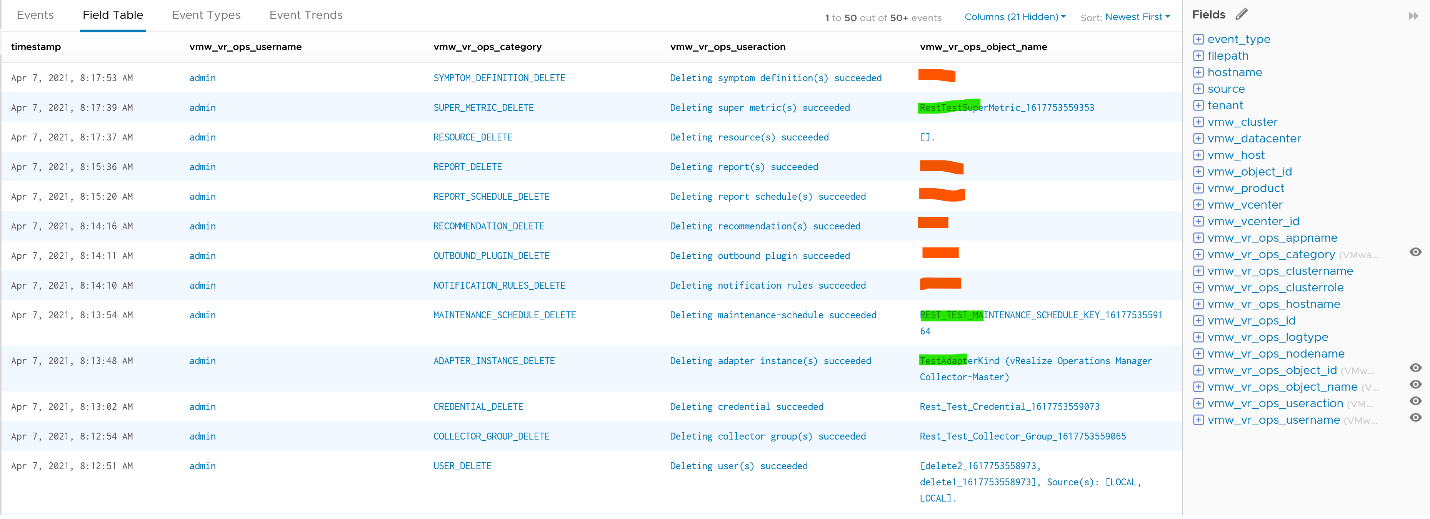 Events Field Table Event Types Event Trends 1 to 50 out of 50+ events Columns (21 Hidden) Sort: Newest First
timestamp vmw_vr_ops_username vmw_vr_ops_category vmw_vr_ops_useraction vmw_vr_ops_object_name
Apr 7, 2021, 8:17:53 AM admin SYMPTOM_DEFINITION_DELETE Deleting symptom definition(s) succeeded
Apr 7, 2021, 8:17:39 AM admin SUPER_METRIC_DELETE Deleting super metric(s) succeeded RestTestSuperMetric_1617753559353
Apr 7, 2021, 8:17:37 AM admin RESOURCE_DELETE Deleting resource(s) succeeded [].
Apr 7, 2021, 8:15:36 AM admin REPORT_DELETE Deleting report(s) succeeded
Apr 7, 2021, 8:15:20 AM admin REPORT_SCHEDULE_DELETE Deleting report schedule(s) succeeded
Apr 7, 2021, 8:14:16 AM admin RECOMMENDATION_DELETE Deleting recommendation(s) succeeded
Apr 7, 2021, 8:14:11 AM admin OUTBOUND_PLUGIN_DELETE Deleting outbound plugin succeeded
Apr 7, 2021, 8:14:10 AM admin NOTIFICATION_RULES_DELETE Deleting notification rules succeeded
Apr 7, 2021, 8:13:54 AM admin MAINTENANCE_SCHEDULE_DELETE Deleting maintenance-schedule succeeded REST_TEST_MAINTENANCE_SCHEDULE_KEY_16177535591
64
Apr 7, 2021, 8:13:48 AM admin ADAPTER_INSTANCE_DELETE Deleting adapter instance(s) succeeded TestAdapterKind (vRealize Operations Manager
Collector-Master)
Apr 7, 2021, 8:13:02 AM admin CREDENTIAL_DELETE Deleting credential succeeded Rest_Test_Credential_1617753559073
Apr 7, 2021, 8:12:54 AM admin COLLECTOR_GROUP_DELETE Deleting collector group(s) succeeded Rest_Test_Collector_Group_1617753559065
Apr 7, 2021, 8:12:51 AM admin USER_DELETE Deleting user(s) succeeded [delete2_1617753558973,
delete1_1617753558973], Source(s): [LOCAL,
LOCAL].
Fields
event_type
filepath
hostname
source
tenant
vmw_cluster
vmw_datacenter
vmw_host
vmw_object_id
vmw_product
vmw_vcenter
vmw_vcenter_id
vmw_vr_ops_appname
vmw_vr_ops_category (VMwa...
vmw_vr_ops_clustername
vmw_vr_ops_clusterrole
vmw_vr_ops_hostname
vmw_vr_ops_id
vmw_vr_ops_logtype
vmw_vr_ops_nodename
vmw_vr_ops_object_id (VMw...
vmw_vr_ops_object_name (V...
vmw_vr_ops_useraction (VM...
vmw_vr_ops_username (VMw...